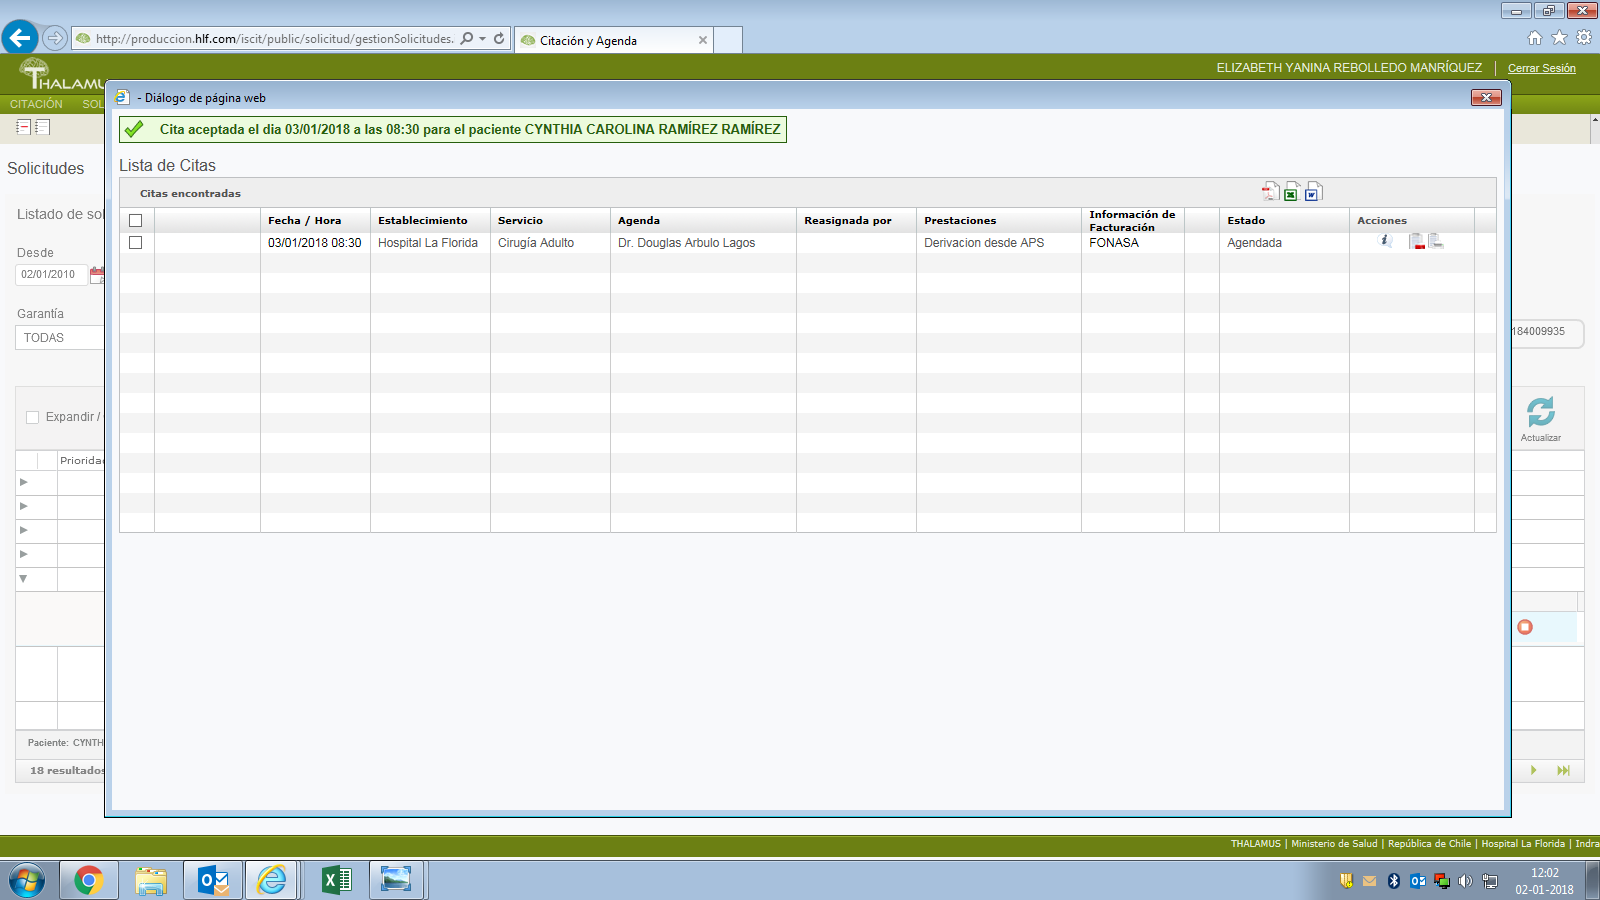 http://produccion.hlf.com/iscit/public/solicitud/gestionSolicitudes.
Citación y Agenda
THALAMUS
ELIZABETH YANINA REBOLLEDO MANRÍQUEZ
Cerrar Sesión
CITACIÓN SOL
- Diálogo de página web
Cita aceptada el dia 03/01/2018 a las 08:30 para el paciente CYNTHIA CAROLINA RAMÍREZ RAMÍREZ
Solicitudes
Lista de Citas
Citas encontradas
Fecha / Hora Establecimiento Servicio Agenda Reasignada por Prestaciones Información de Facturación Estado Acciones
03/01/2018 08:30 Hospital La Florida Cirugía Adulto Dr. Douglas Arbulo Lagos Derivacion desde APS FONASA Agendada
Listado de sol
Desde
02/01/2010
Garantía
TODAS
184009935
Expandir /
Actualizar
Prioridad
Paciente: CYNTH
18 resultados
THALAMUS | Ministerio de Salud | República de Chile | Hospital La Florida | Indra
12:02
02-01-2018